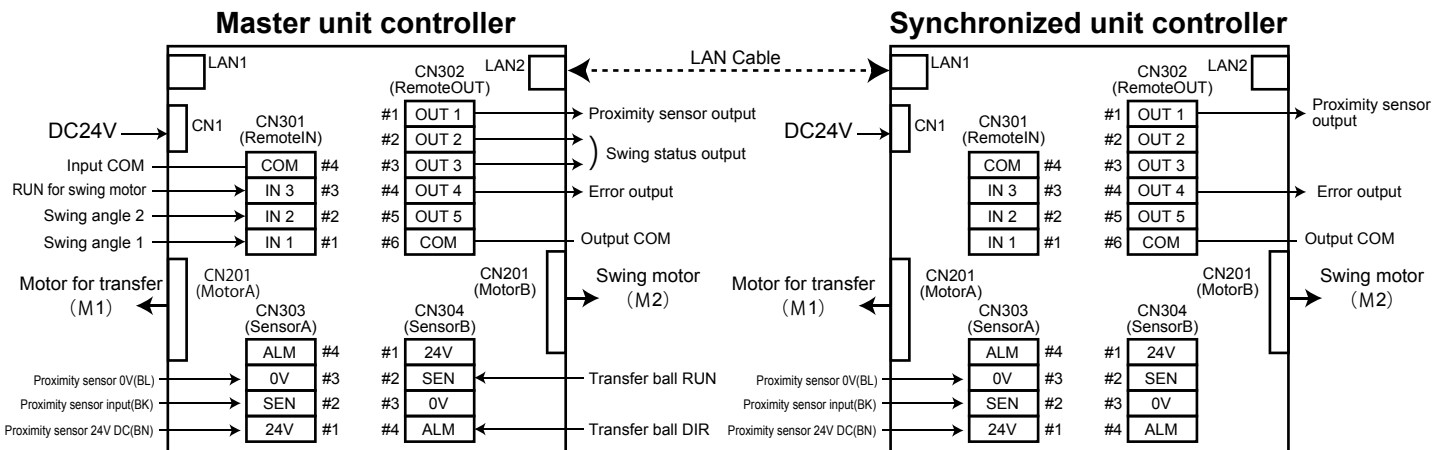 Master unit controller
Synchronized unit controller
LAN1
LAN2
LAN Cable
LAN1
LAN2
CN302
(RemoteOUT)
#1 OUT 1 Proximity sensor output
#2 OUT 2
#3 OUT 3
Swing status output
#4 OUT 4 Error output
#5 OUT 5
#6 COM Output COM
DC24V
CN1
CN301
(RemoteIN)
Input COM COM #4
RUN for swing motor IN 3 #3
Swing angle 2 IN 2 #2
Swing angle 1 IN 1 #1
Motor for transfer
(M1)
CN201
(MotorA)
CN201
(MotorB)
Swing motor
(M2)
CN303
(SensorA)
ALM #4
Proximity sensor 0V(BL) 0V #3
Proximity sensor input(BK) SEN #2
Proximity sensor 24V DC(BN) 24V #1
CN304
(SensorB)
#1 24V
#2 SEN Transfer ball RUN
#3 0V
#4 ALM Transfer ball DIR
DC24V
CN1
CN301
(RemoteIN)
COM #4
IN 3 #3
IN 2 #2
IN 1 #1
CN302
(RemoteOUT)
#1 OUT 1
Proximity sensor
output
#2 OUT 2
#3 OUT 3
#4 OUT 4 Error output
#5 OUT 5
#6 COM Output COM
Motor for transfer
(M1)
CN201
(MotorA)
CN201
(MotorB)
Swing motor
(M2)
CN303
(SensorA)
ALM #4
Proximity sensor 0V(BL) 0V #3
Proximity sensor input(BK) SEN #2
Proximity sensor 24V DC(BN) 24V #1
CN304
(SensorB)
#1 24V
#2 SEN
#3 0V
#4 ALM